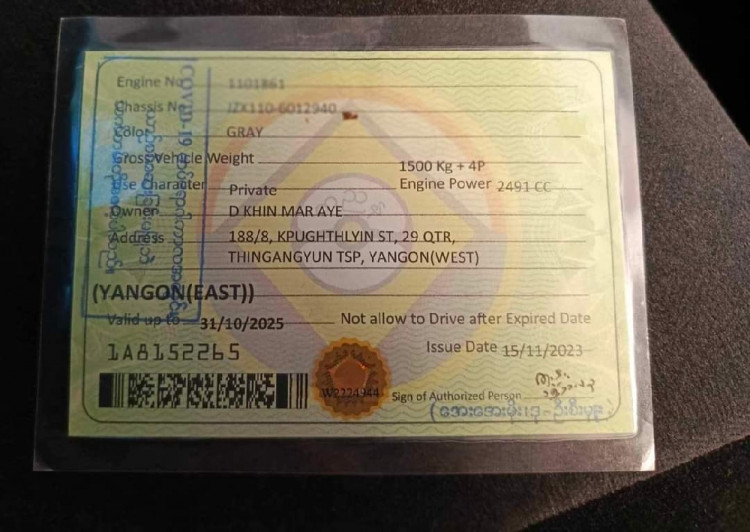 Engine No 1101861
Chassis No JZX110-6012940
Color GRAY
Gross Vehicle Weight 1500 Kg + 4P
Use Character Private Engine Power 2491 CC
Owner D KHIN MAR AYE
Address 188/8, KPUGHTHLYIN ST, 29 QTR,
THINGANGYUN TSP, YANGON(WEST)
(YANGON(EAST))
Valid up to 31/10/2025 Not allow to Drive after Expired Date
1A8152265 Issue Date 15/11/2023
W2224944 Sign of Authorized Person
COVID-19